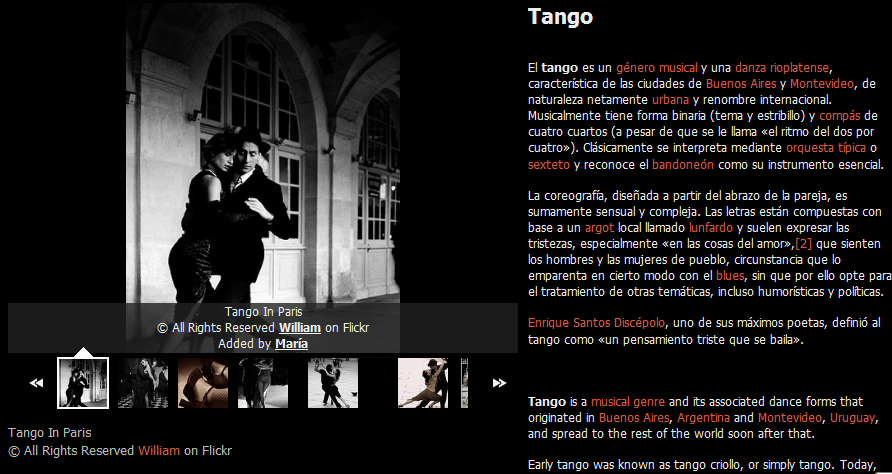 Tango In Paris
© All Rights Reserved William on Flickr
Added by María
Tango In Paris
© All Rights Reserved William on Flickr
Tango
El tango es un género musical y una danza rioplatense,
característica de las ciudades de Buenos Aires y Montevideo, de
naturaleza netamente urbana y renombre internacional.
Musicalmente tiene forma binaria (tema y estribillo) y compás de
cuatro cuartos (a pesar de que se le llama «el ritmo del dos por
cuatro»). Clásicamente se interpreta mediante orquesta típica o
sexteto y reconoce el bandoneón como su instrumento esencial.
La coreografía, diseñada a partir del abrazo de la pareja, es
sumamente sensual y compleja. Las letras están compuestas con
base a un argot local llamado lunfardo y suelen expresar las
tristezas, especialmente «en las cosas del amor»,[2] que sienten
los hombres y las mujeres de pueblo, circunstancia que lo
emparenta en cierto modo con el blues, sin que por ello opte para
el tratamiento de otras temáticas, incluso humorísticas y políticas.
Enrique Santos Discépolo, uno de sus máximos poetas, definió al
tango como «un pensamiento triste que se baila».
Tango is a musical genre and its associated dance forms that
originated in Buenos Aires, Argentina and Montevideo, Uruguay,
and spread to the rest of the world soon after that.
Early tango was known as tango criollo, or simply tango. Today,